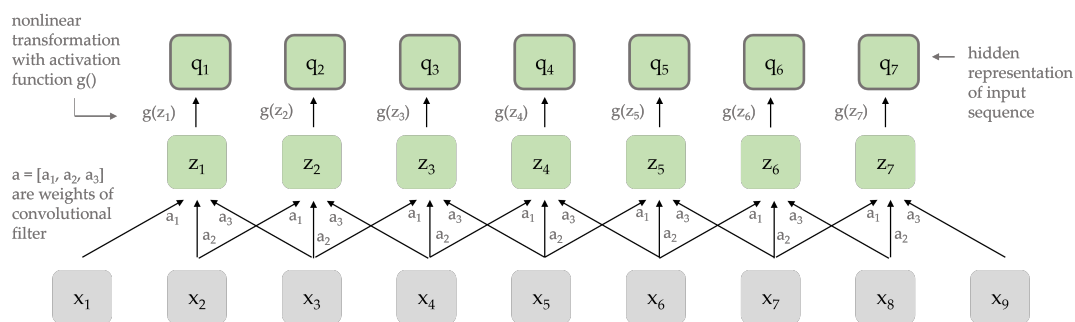 nonlinear
transformation
with activation
function g()
q₁ q₂ q₃ q₄ q₅ q₆ q₇
hidden
representation
of input
sequence
g(z₁) g(z₂) g(z₃) g(z₄) g(z₅) g(z₆) g(z₇)
z₁ z₂ z₃ z₄ z₅ z₆ z₇
a = [a₁, a₂, a₃]
are weights of
convolutional
filter
a₁ a₃ a₁ a₃ a₁ a₃ a₁ a₃ a₁ a₃ a₁ a₃ a₁ a₃
a₂ a₂ a₂ a₂ a₂ a₂ a₂
x₁ x₂ x₃ x₄ x₅ x₆ x₇ x₈ x₉